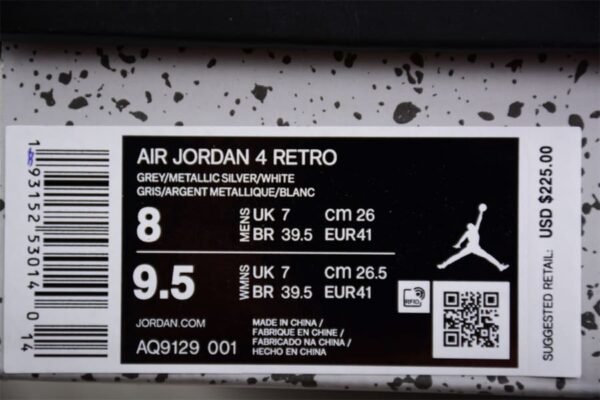 AIR JORDAN 4 RETRO
GREY/METALLIC SILVER/WHITE
GRIS/ARGENT METALLIQUE/BLANC
8 MENS UK 7 cm 26
BR 39.5 EUR41
9.5 WMNS UK 7 cm 26.5
BR 39.5 EUR41
JORDAN.COM
AQ9129 001
MADE IN CHINA /
FABRIQUE EN CHINE /
FABRICADO NA CHINA /
HECHO EN CHINA
RFID
SUGGESTED RETAIL: USD $225.00
93152 53014 0 14